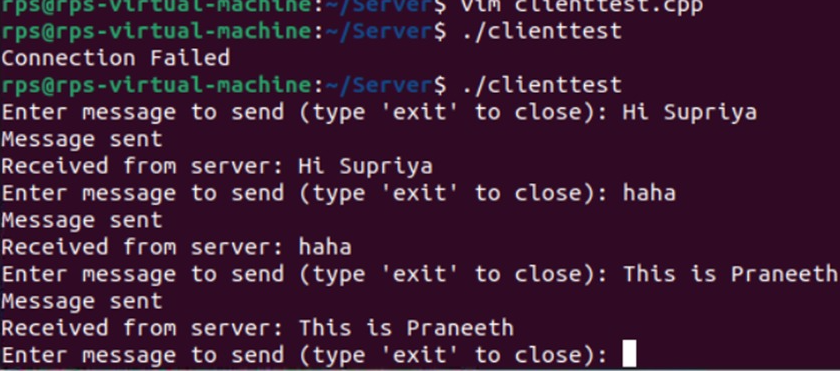 rps@rps-virtual-machine:~/Server$ vim clienttest.cpp
rps@rps-virtual-machine:~/Server$ ./clienttest
Connection Failed
rps@rps-virtual-machine:~/Server$ ./clienttest
Enter message to send (type 'exit' to close): Hi Supriya
Message sent
Received from server: Hi Supriya
Enter message to send (type 'exit' to close): haha
Message sent
Received from server: haha
Enter message to send (type 'exit' to close): This is Praneeth
Message sent
Received from server: This is Praneeth
Enter message to send (type 'exit' to close):